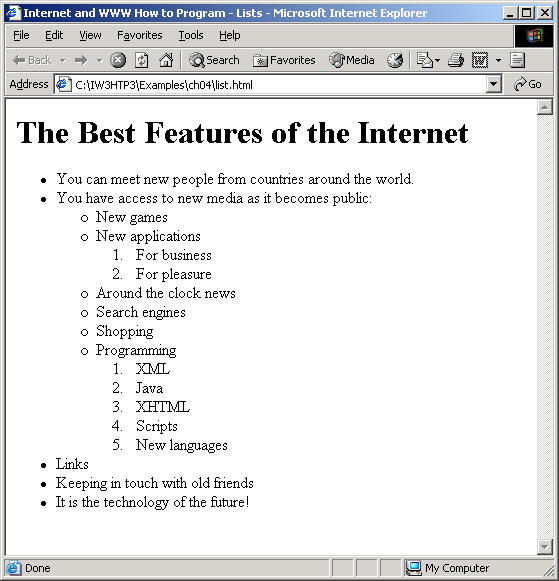 Internet and WWW How to Program - Lists - Microsoft Internet Explorer
File Edit View Favorites Tools Help
Back Search Favorites Media
Address C:\IW3HTP3\Examples\ch04\list.html Go
The Best Features of the Internet
• You can meet new people from countries around the world.
• You have access to new media as it becomes public:
o New games
o New applications
1. For business
2. For pleasure
o Around the clock news
o Search engines
o Shopping
o Programming
1. XML
2. Java
3. XHTML
4. Scripts
5. New languages
• Links
• Keeping in touch with old friends
• It is the technology of the future!
Done My Computer